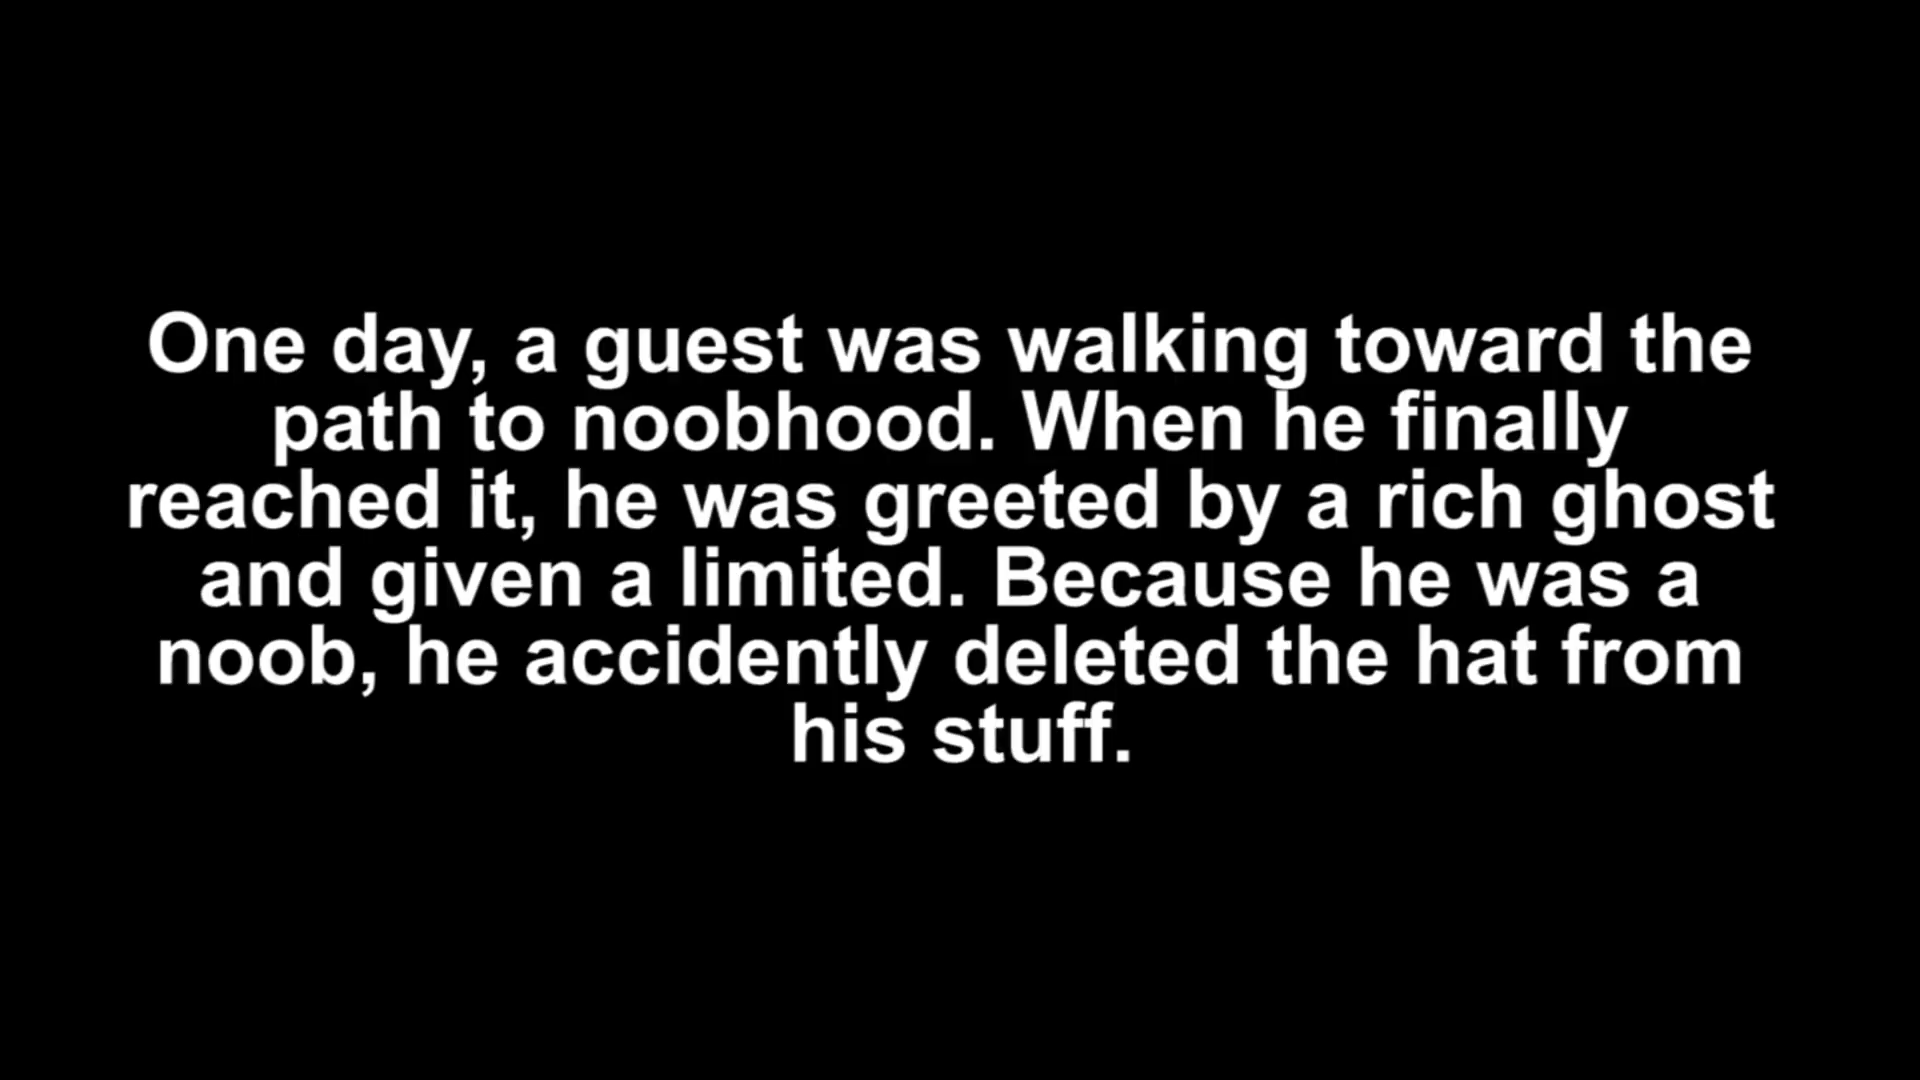 One day, a guest was walking toward the
path to noobhood. When he finally
reached it, he was greeted by a rich ghost
and given a limited. Because he was a
noob, he accidently deleted the hat from
his stuff.